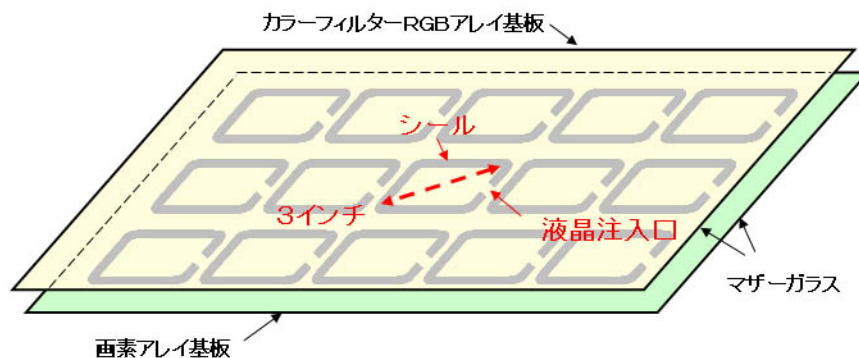 カラーフィルターRGBアレイ基板
シール
3インチ
液晶注入口
マザーガラス
画素アレイ基板